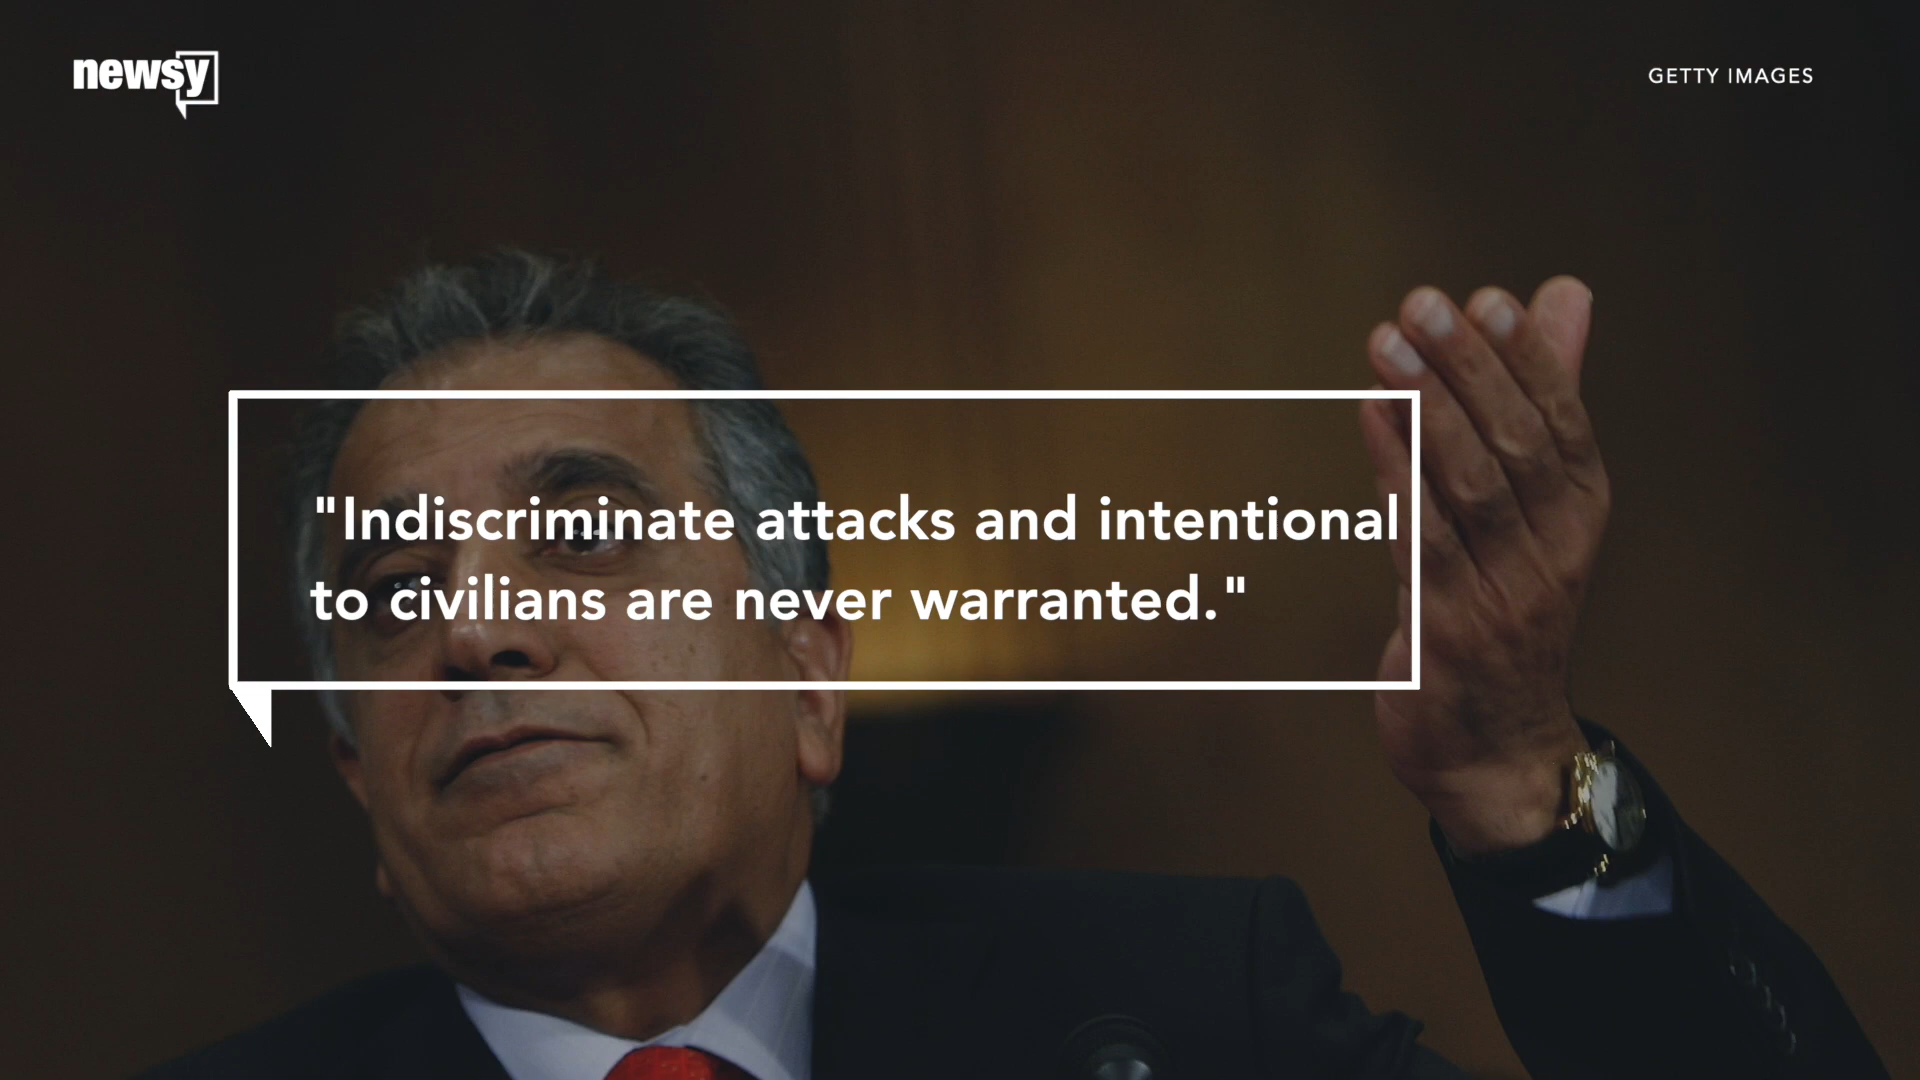 newsy
GETTY IMAGES
"Indiscriminate attacks and intentional
to civilians are never warranted."